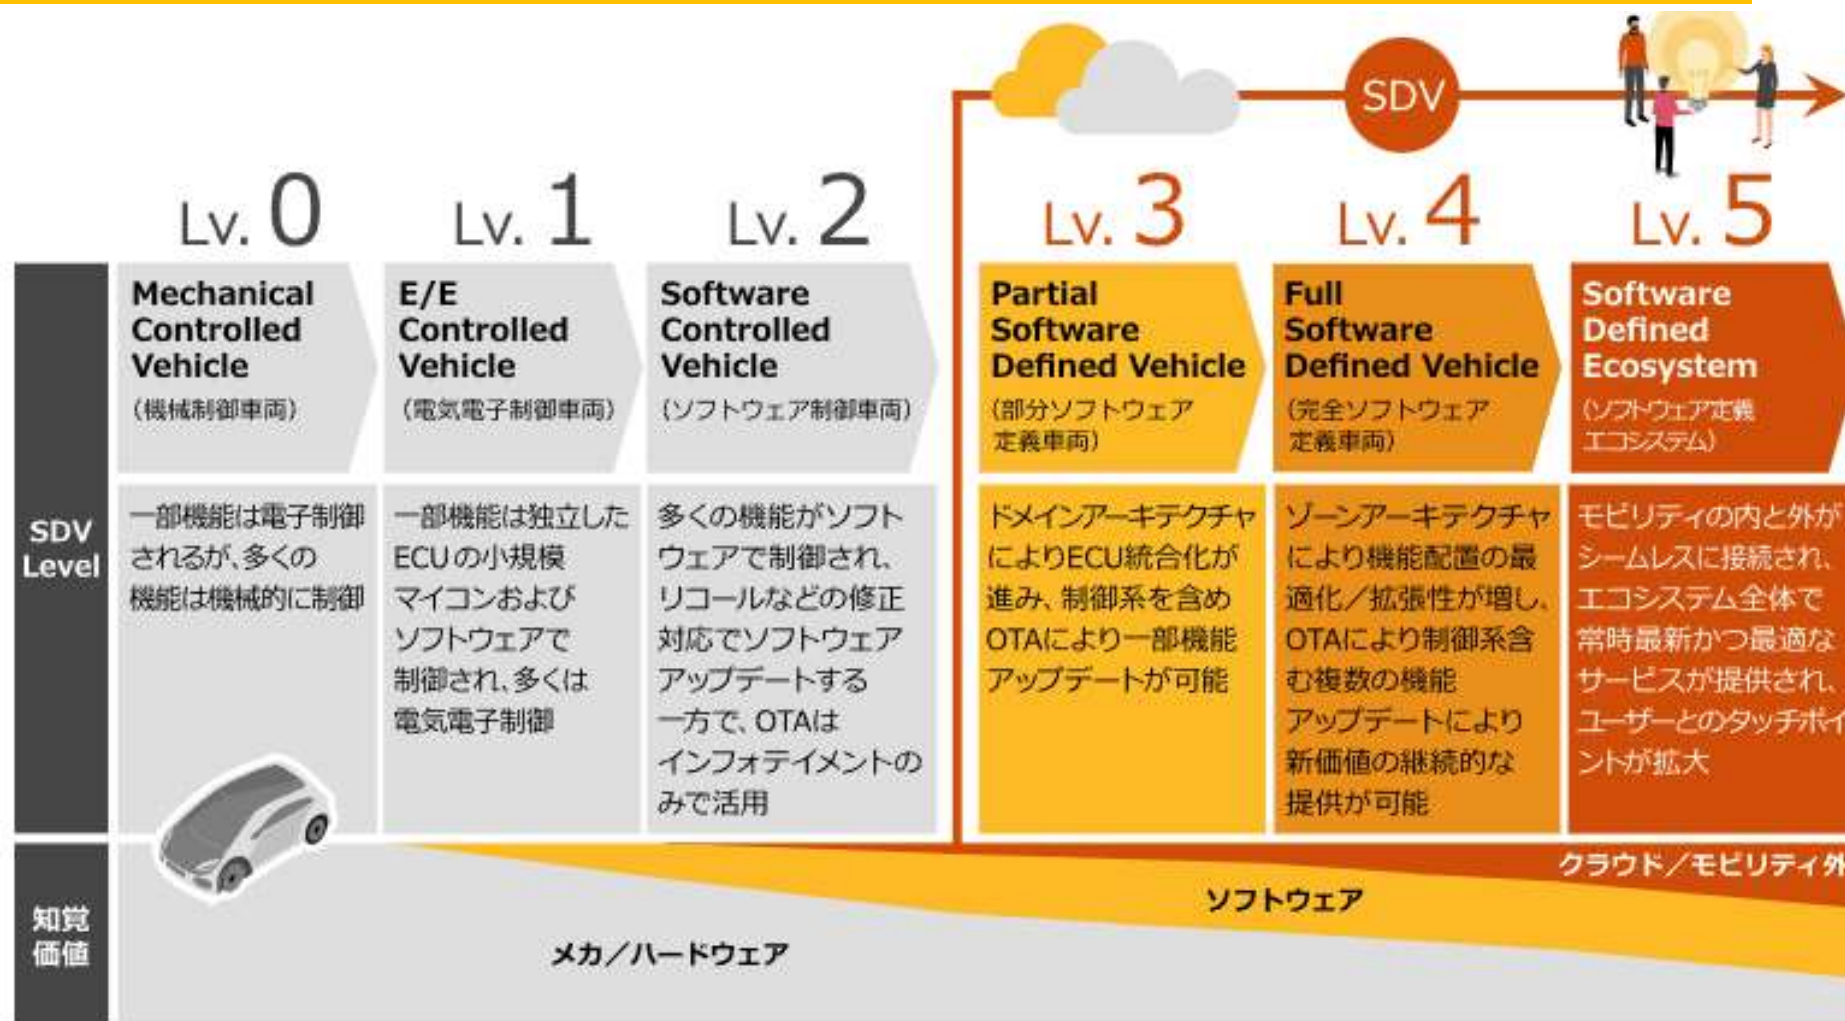 SDV
Lv. 0
Lv. 1
Lv. 2
Lv. 3
Lv. 4
Lv. 5
SDV
Level
Mechanical
Controlled
Vehicle
(機械制御車両)
E/E
Controlled
Vehicle
(電気電子制御車両)
Software
Controlled
Vehicle
(ソフトウェア制御車両)
Partial
Software
Defined Vehicle
(部分ソフトウェア
定義車両)
Full
Software
Defined Vehicle
(完全ソフトウェア
定義車両)
Software
Defined
Ecosystem
(ソフトウェア定義
エコシステム)
一部機能は電子制御
されるが、多くの
機能は機械的に制御
一部機能は独立した
ECUの小規模
マイコンおよび
ソフトウェアで
制御され、多くは
電気電子制御
多くの機能がソフト
ウェアで制御され、
リコールなどの修正
対応でソフトウェア
アップデートする
一方で、OTAは
インフォテイメントの
みで活用
ドメインアーキテクチャ
によりECU統合化が
進み、制御系を含め
OTAにより一部機能
アップデートが可能
ゾーンアーキテクチャ
により機能配置の最
適化／拡張性が増し、
OTAにより制御系含
む複数の機能
アップデートにより
新価値の継続的な
提供が可能
モビリティの内と外が
シームレスに接続され、
エコシステム全体で
常時最新かつ最適な
サービスが提供され、
ユーザーとのタッチポイ
ントが拡大
知覚
価値
クラウド／モビリティ外
ソフトウェア
メカ／ハードウェア